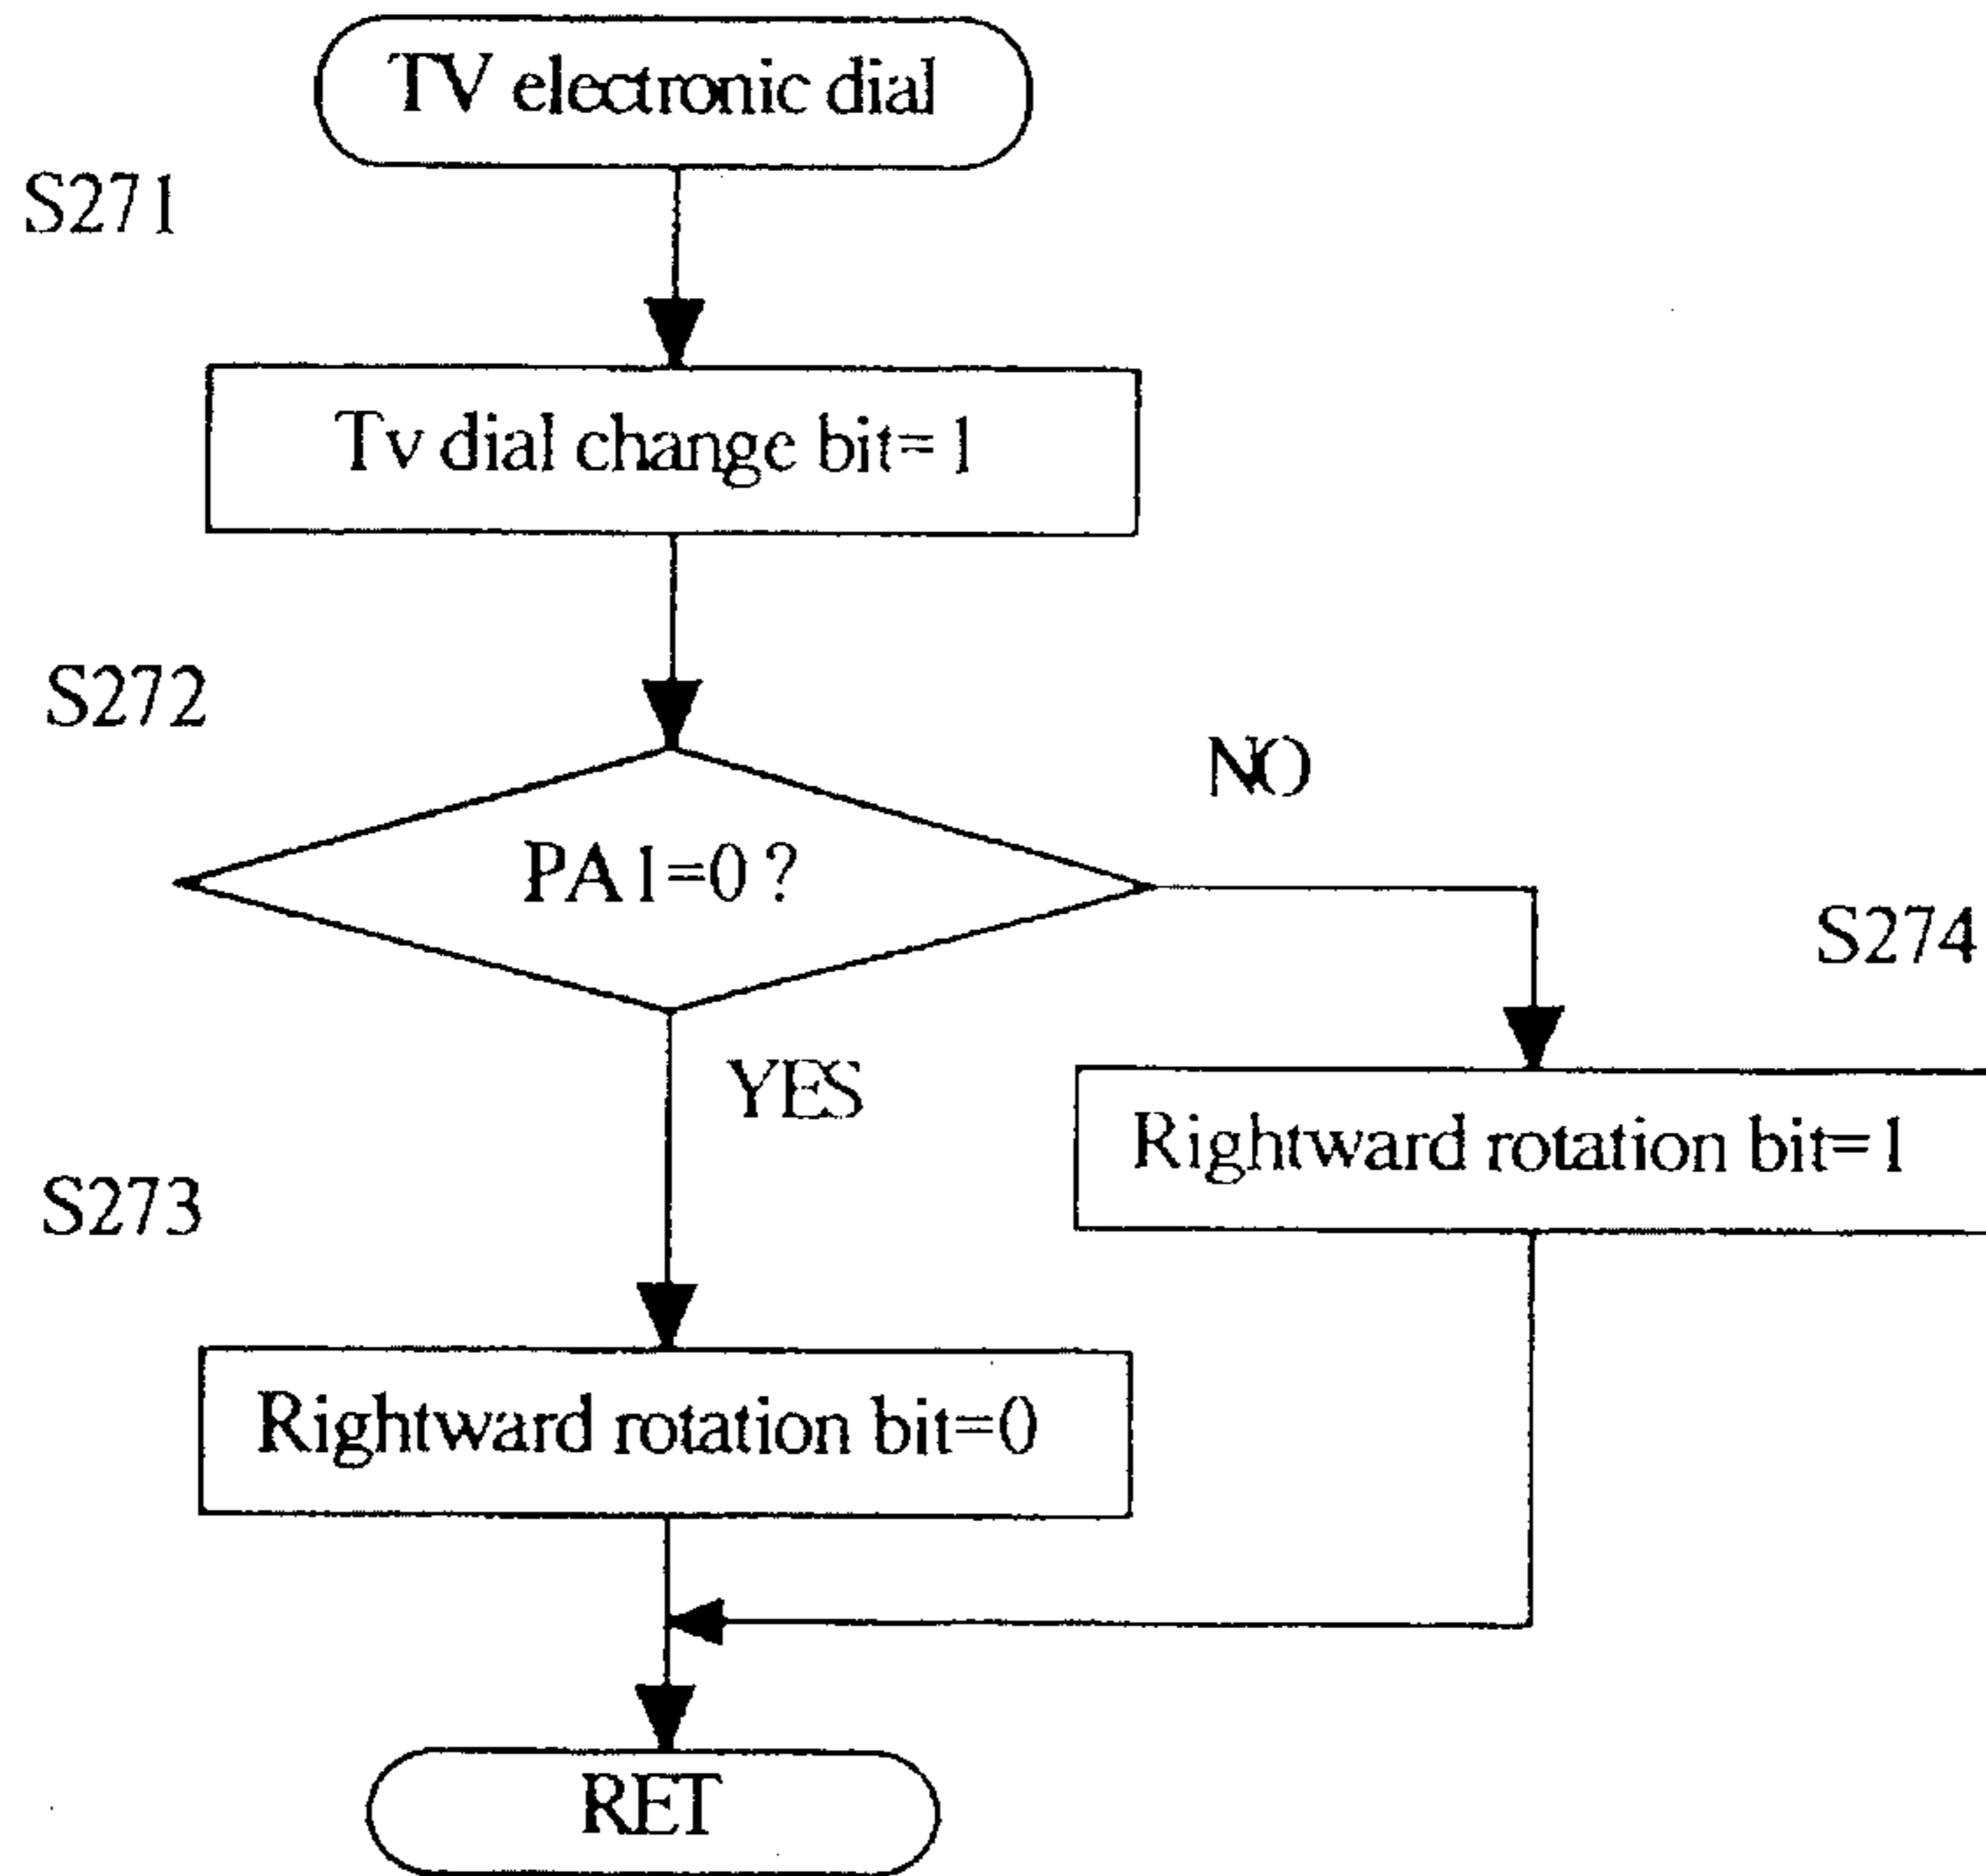 TV electronic dial
S271
Tv dial change bit=1
S272
NO
PA1=0 ?
S274
YES
Rightward rotation bit=1
S273
Rightward rotation bit=0
RET